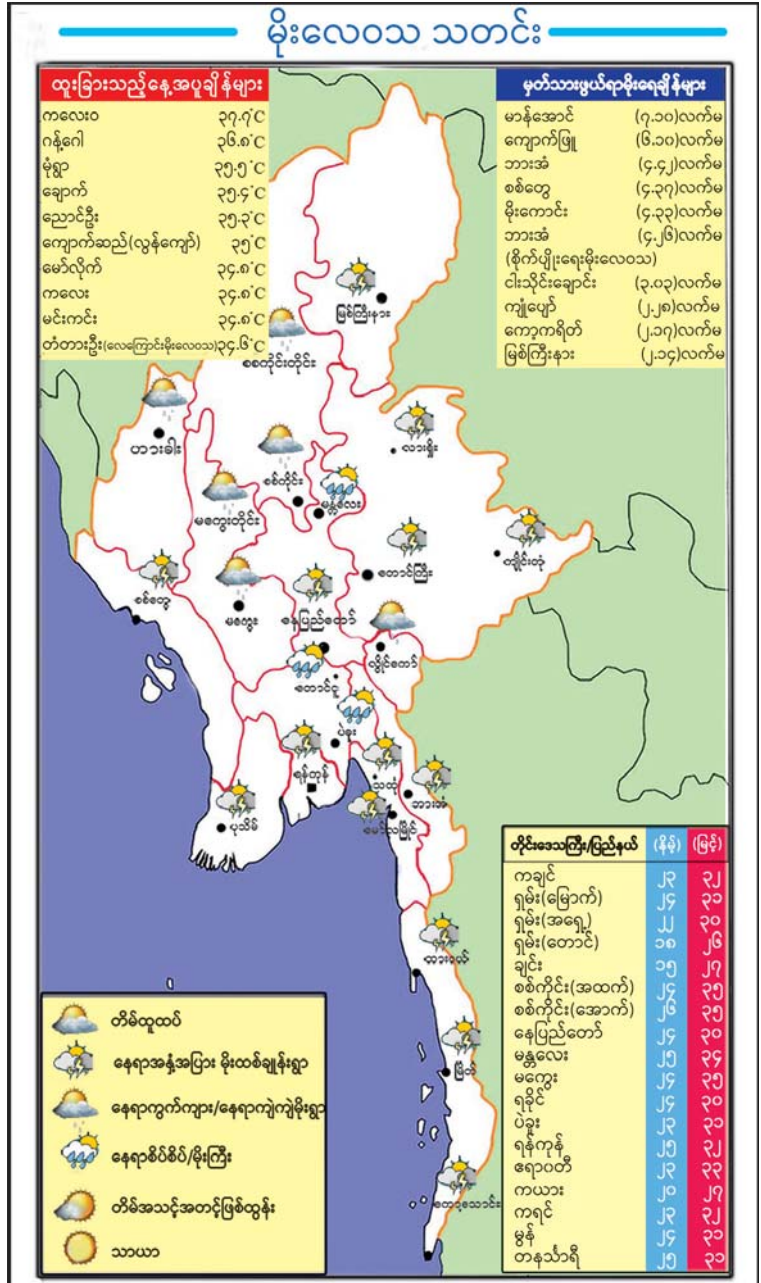 မိုးလေဝသ သတင်း
ထူးခြားသည့်နေ့အပူချိန်များ
ကလေးဝ ၃၇.၇°C
ဂန့်ဂေါ ၃၆.၈°C
မုံရွာ ၃၅.၅°C
ချောက် ၃၅.၄°C
ညောင်ဦး ၃၅.၃°C
ကျောက်ဆည်(လွန်ကျော်) ၃၅°C
မော်လိုက် ၃၄.၈°C
ကလေး ၃၄.၈°C
မင်းကင်း ၃၄.၈°C
တံတားဦး(လေကြောင်းမိုးလေဝသ)၃၄.၆°C
မှတ်သားဖွယ်ရာမိုးရေချိန်များ
မာန်အောင် (၇.၁၀)လက်မ
ကျောက်ဖြူ (၆.၁၀)လက်မ
ဘားအံ (၄.၄၂)လက်မ
စစ်တွေ (၄.၃၇)လက်မ
မိုးကောင်း (၄.၃၃)လက်မ
ဘားအံ (၄.၂၆)လက်မ
(စိုက်ပျိုးရေးမိုးလေဝသ)
ငါးသိုင်းချောင်း (၃.၀၃)လက်မ
ကျုံပျော် (၂.၂၈)လက်မ
ကော့ကရိတ် (၂.၁၇)လက်မ
မြစ်ကြီးနား (၂.၁၄)လက်မ
မြစ်ကြီးနား
စစ်ကိုင်းတိုင်း
ဟားခါး
လားရှိုး
စစ်ကိုင်း
မန္တလေး
မကွေးတိုင်း
ကျိုင်းတုံ
တောင်ကြီး
စစ်တွေ
မကွေး
နေပြည်တော်
လွိုင်ကော်
တောင်ငူ
ပဲခူး
ရန်ကုန်
သထုံ
ဘားအံ
ပုသိမ်
မော်လမြိုင်
ထားဝယ်
မြိတ်
ကော့သောင်း
တိုင်းဒေသကြီး/ပြည်နယ် (နိမ့်) (မြင့်)
ကချင် ၂၃ ၃၂
ရှမ်း(မြောက်) ၂၄ ၃၁
ရှမ်း(အရှေ့) ၂၂ ၃၀
ရှမ်း(တောင်) ၁၈ ၂၆
ချင်း ၁၅ ၂၇
စစ်ကိုင်း(အထက်) ၂၄ ၃၅
စစ်ကိုင်း(အောက်) ၂၆ ၃၅
နေပြည်တော် ၂၄ ၃၀
မန္တလေး ၂၅ ၃၄
မကွေး ၂၄ ၃၅
ရခိုင် ၂၄ ၃၀
ပဲခူး ၂၃ ၃၁
ရန်ကုန် ၂၅ ၃၂
ဧရာဝတီ ၂၃ ၃၃
ကယား ၂၀ ၂၇
ကရင် ၂၃ ၃၂
မွန် ၂၄ ၃၁
တနင်္သာရီ ၂၅ ၃၁
တိမ်ထူထပ်
နေရာအနှံ့အပြား မိုးထစ်ချုန်းရွာ
နေရာကွက်ကျား/နေရာကျဲကျဲမိုးရွာ
နေရာစိပ်စိပ်/မိုးကြီး
တိမ်အသင့်အတင့်ဖြစ်ထွန်း
သာယာ